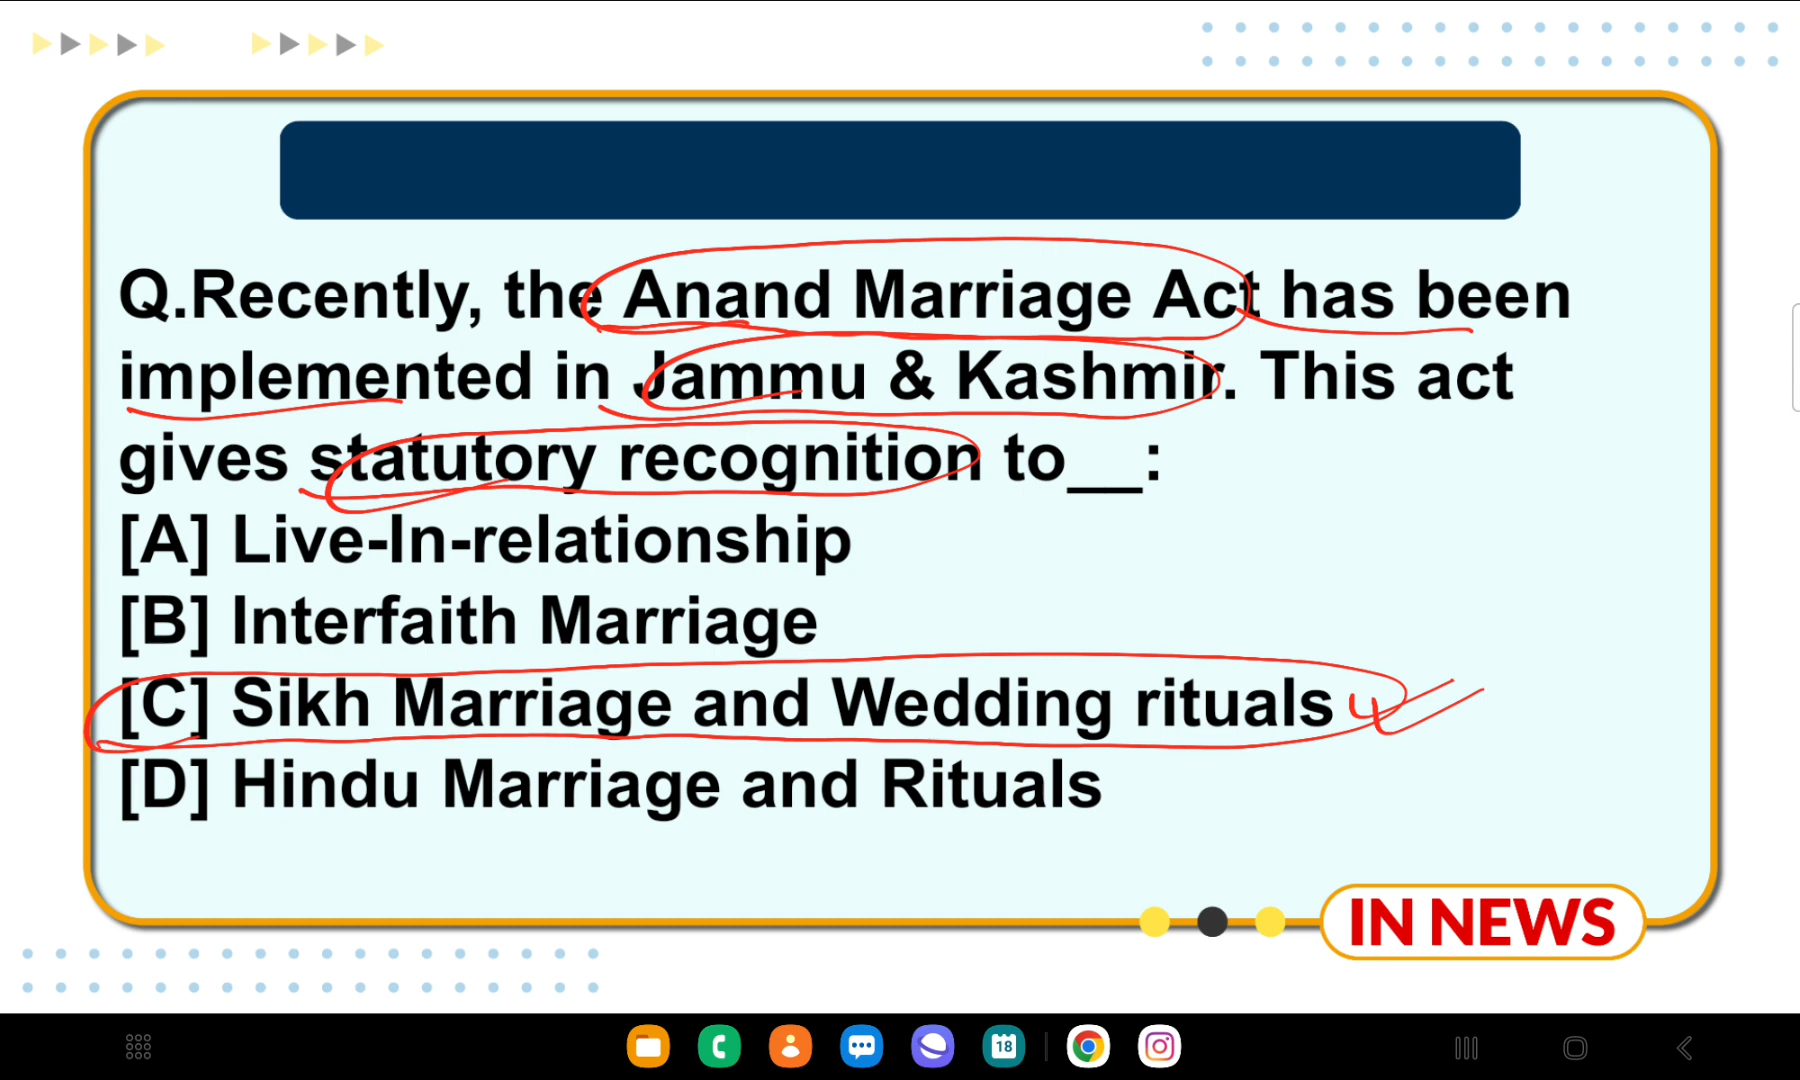 Q.Recently, the Anand Marriage Act has been
implemented in Jammu & Kashmir. This act
gives statutory recognition to__:
[A] Live-In-relationship
[B] Interfaith Marriage
[C] Sikh Marriage and Wedding rituals
[D] Hindu Marriage and Rituals
IN NEWS
18